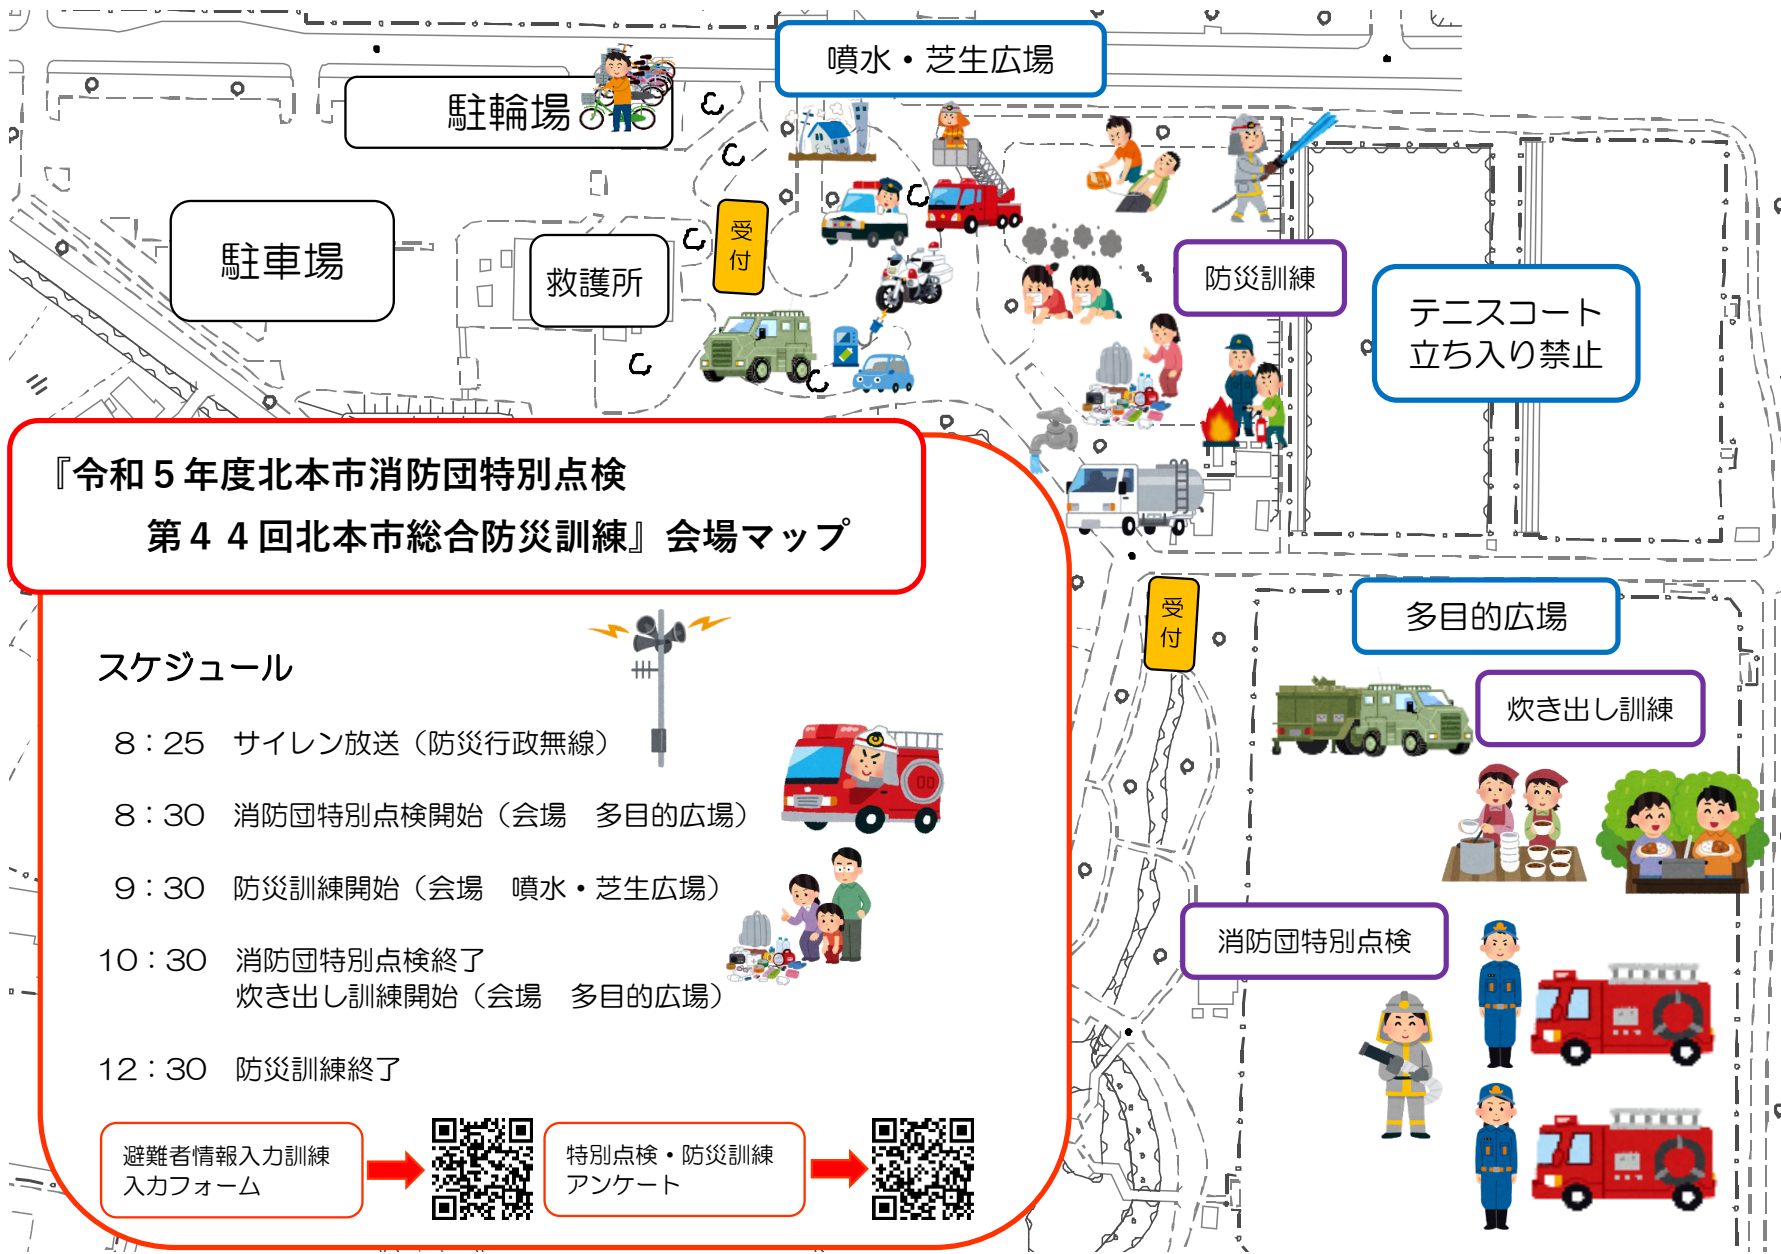 噴水・芝生広場
駐輪場
駐車場
救護所
受付
防災訓練
テニスコート
立ち入り禁止
『令和５年度北本市消防団特別点検
第４４回北本市総合防災訓練』会場マップ
受付
多目的広場
炊き出し訓練
消防団特別点検
スケジュール
8：25　サイレン放送（防災行政無線）
8：30　消防団特別点検開始（会場　多目的広場）
9：30　防災訓練開始（会場　噴水・芝生広場）
10：30　消防団特別点検終了
炊き出し訓練開始（会場　多目的広場）
12：30　防災訓練終了
避難者情報入力訓練
入力フォーム
特別点検・防災訓練
アンケート